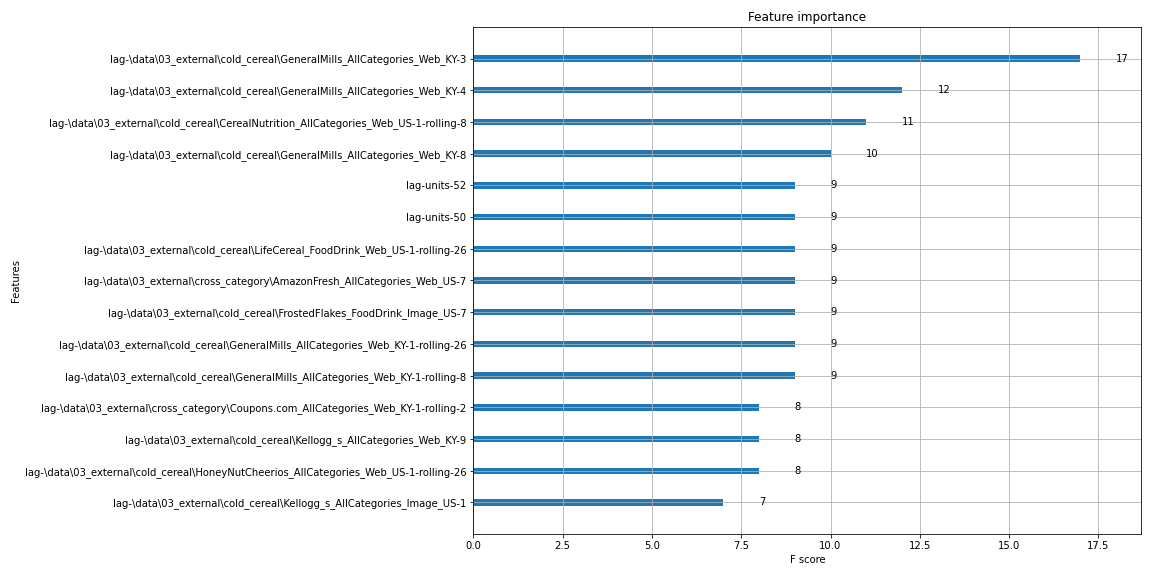 Feature importance
lag-\data\03_external\cold_cereal\GeneralMills_AllCategories_Web_KY-3 17
lag-\data\03_external\cold_cereal\GeneralMills_AllCategories_Web_KY-4 12
lag-\data\03_external\cold_cereal\CerealNutrition_AllCategories_Web_US-1-rolling-8 11
lag-\data\03_external\cold_cereal\GeneralMills_AllCategories_Web_KY-8 10
lag-units-52 9
lag-units-50 9
lag-\data\03_external\cold_cereal\LifeCereal_FoodDrink_Web_US-1-rolling-26 9
lag-\data\03_external\cross_category\AmazonFresh_AllCategories_Web_US-7 9
lag-\data\03_external\cold_cereal\FrostedFlakes_FoodDrink_Image_US-7 9
lag-\data\03_external\cold_cereal\GeneralMills_AllCategories_Web_KY-1-rolling-26 9
lag-\data\03_external\cold_cereal\GeneralMills_AllCategories_Web_KY-1-rolling-8 9
lag-\data\03_external\cross_category\Coupons.com_AllCategories_Web_KY-1-rolling-2 8
lag-\data\03_external\cold_cereal\Kellogg_s_AllCategories_Web_KY-9 8
lag-\data\03_external\cold_cereal\HoneyNutCheerios_AllCategories_Web_US-1-rolling-26 8
lag-\data\03_external\cold_cereal\Kellogg_s_AllCategories_Image_US-1 7
Features
0.0 2.5 5.0 7.5 10.0 12.5 15.0 17.5
F score